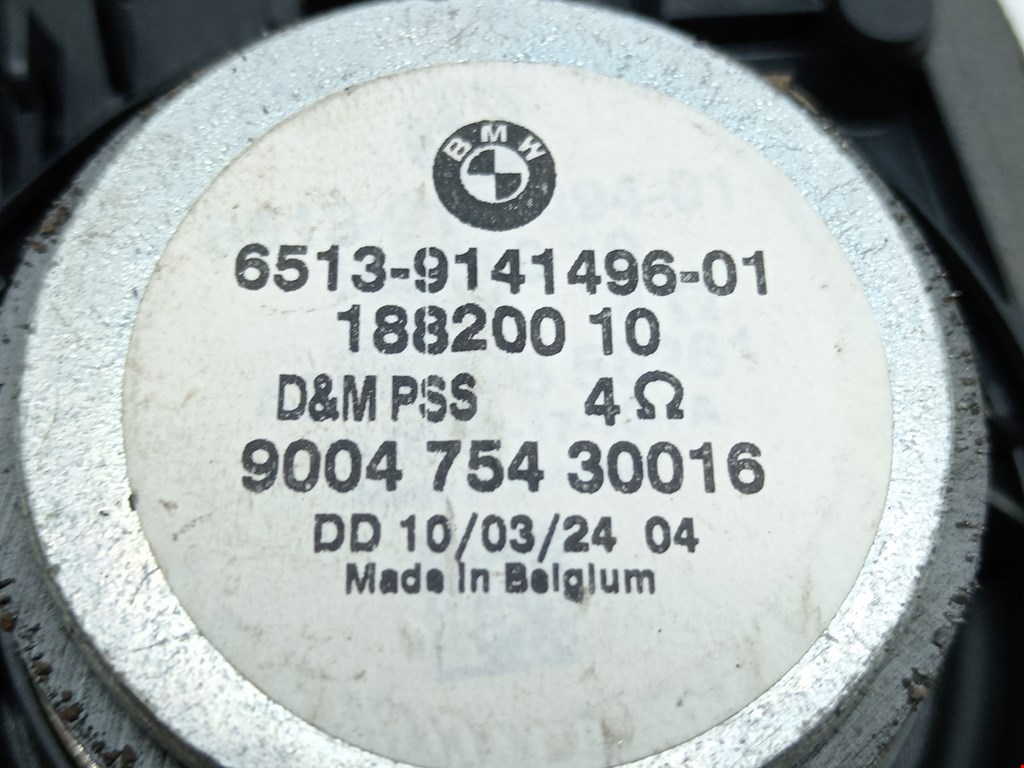 BMW
6513-9141496-01
188200 10
D&M PSS 4 Ω
9004 754 30016
DD 10/03/24 04
Made In Belgium